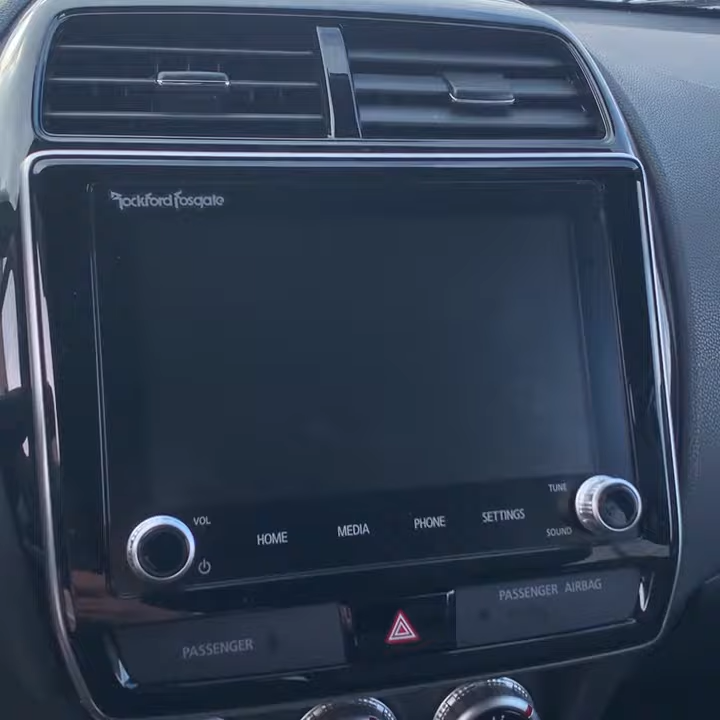 Rockford Fosgate
VOL
HOME
MEDIA
PHONE
SETTINGS
TUNE
SOUND
PASSENGER
PASSENGER AIRBAG